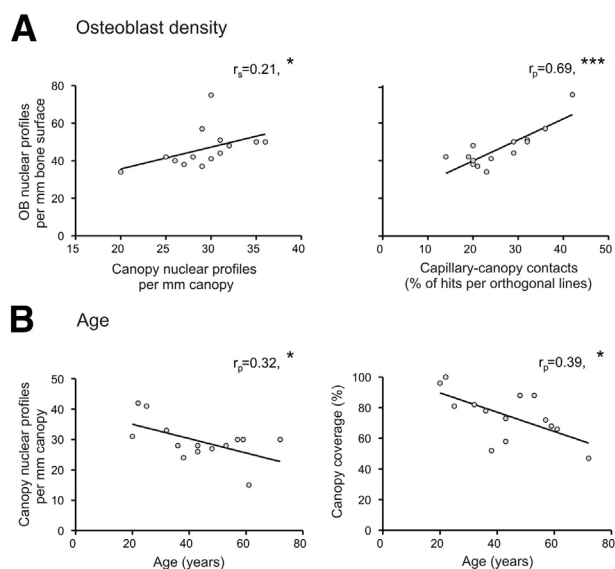 A Osteoblast density
rs=0.21, *
80
60
40
20
0
20 25 30 35 40
OB nuclear profiles
per mm bone surface
Canopy nuclear profiles
per mm canopy
rp=0.69, ***
0 10 20 30 40 50
Capillary-canopy contacts
(% of hits per orthogonal lines)
B Age
rp=0.32, *
50
40
30
20
10
0
0 20 40 60 80
Canopy nuclear profiles
per mm canopy
Age (years)
rp=0.39, *
100
80
60
40
20
0
0 20 40 60 80
Canopy coverage (%)
Age (years)